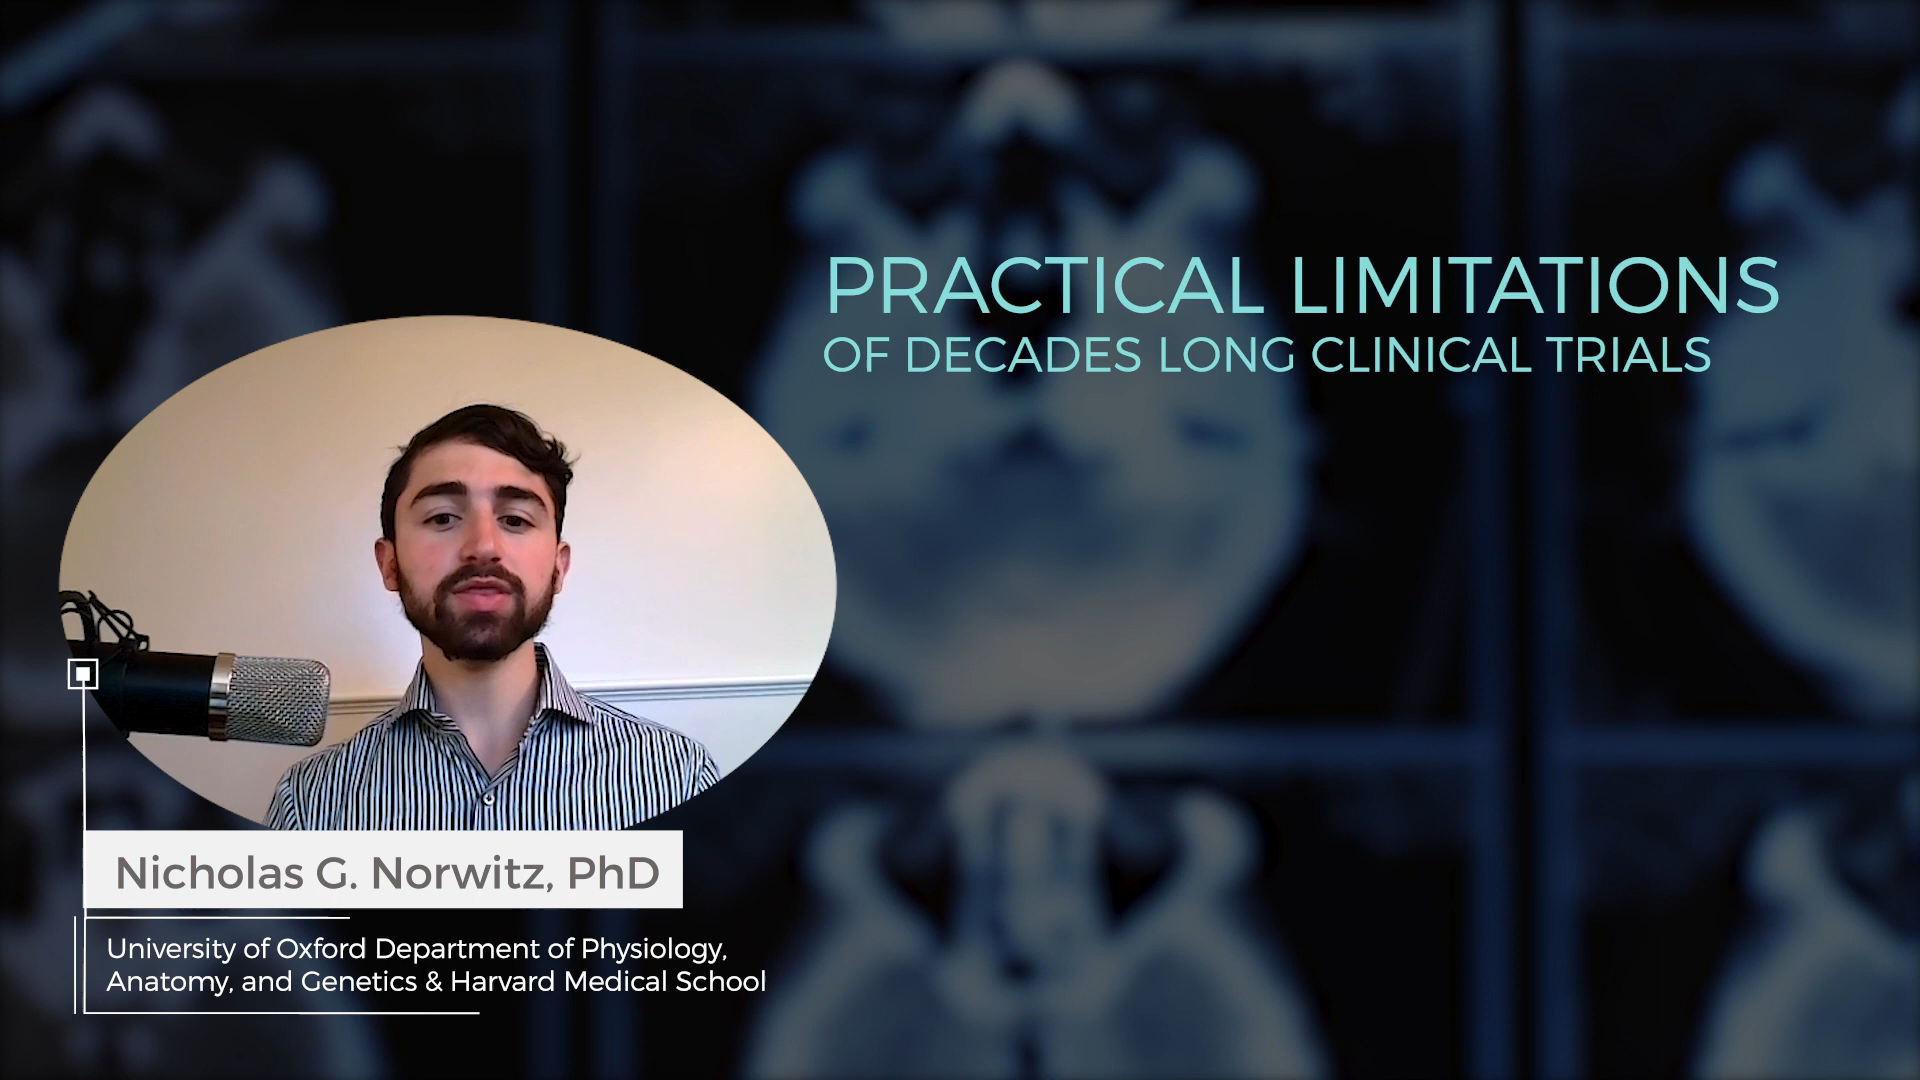 PRACTICAL LIMITATIONS
OF DECADES LONG CLINICAL TRIALS
Nicholas G. Norwitz, PhD
University of Oxford Department of Physiology,
Anatomy, and Genetics & Harvard Medical School